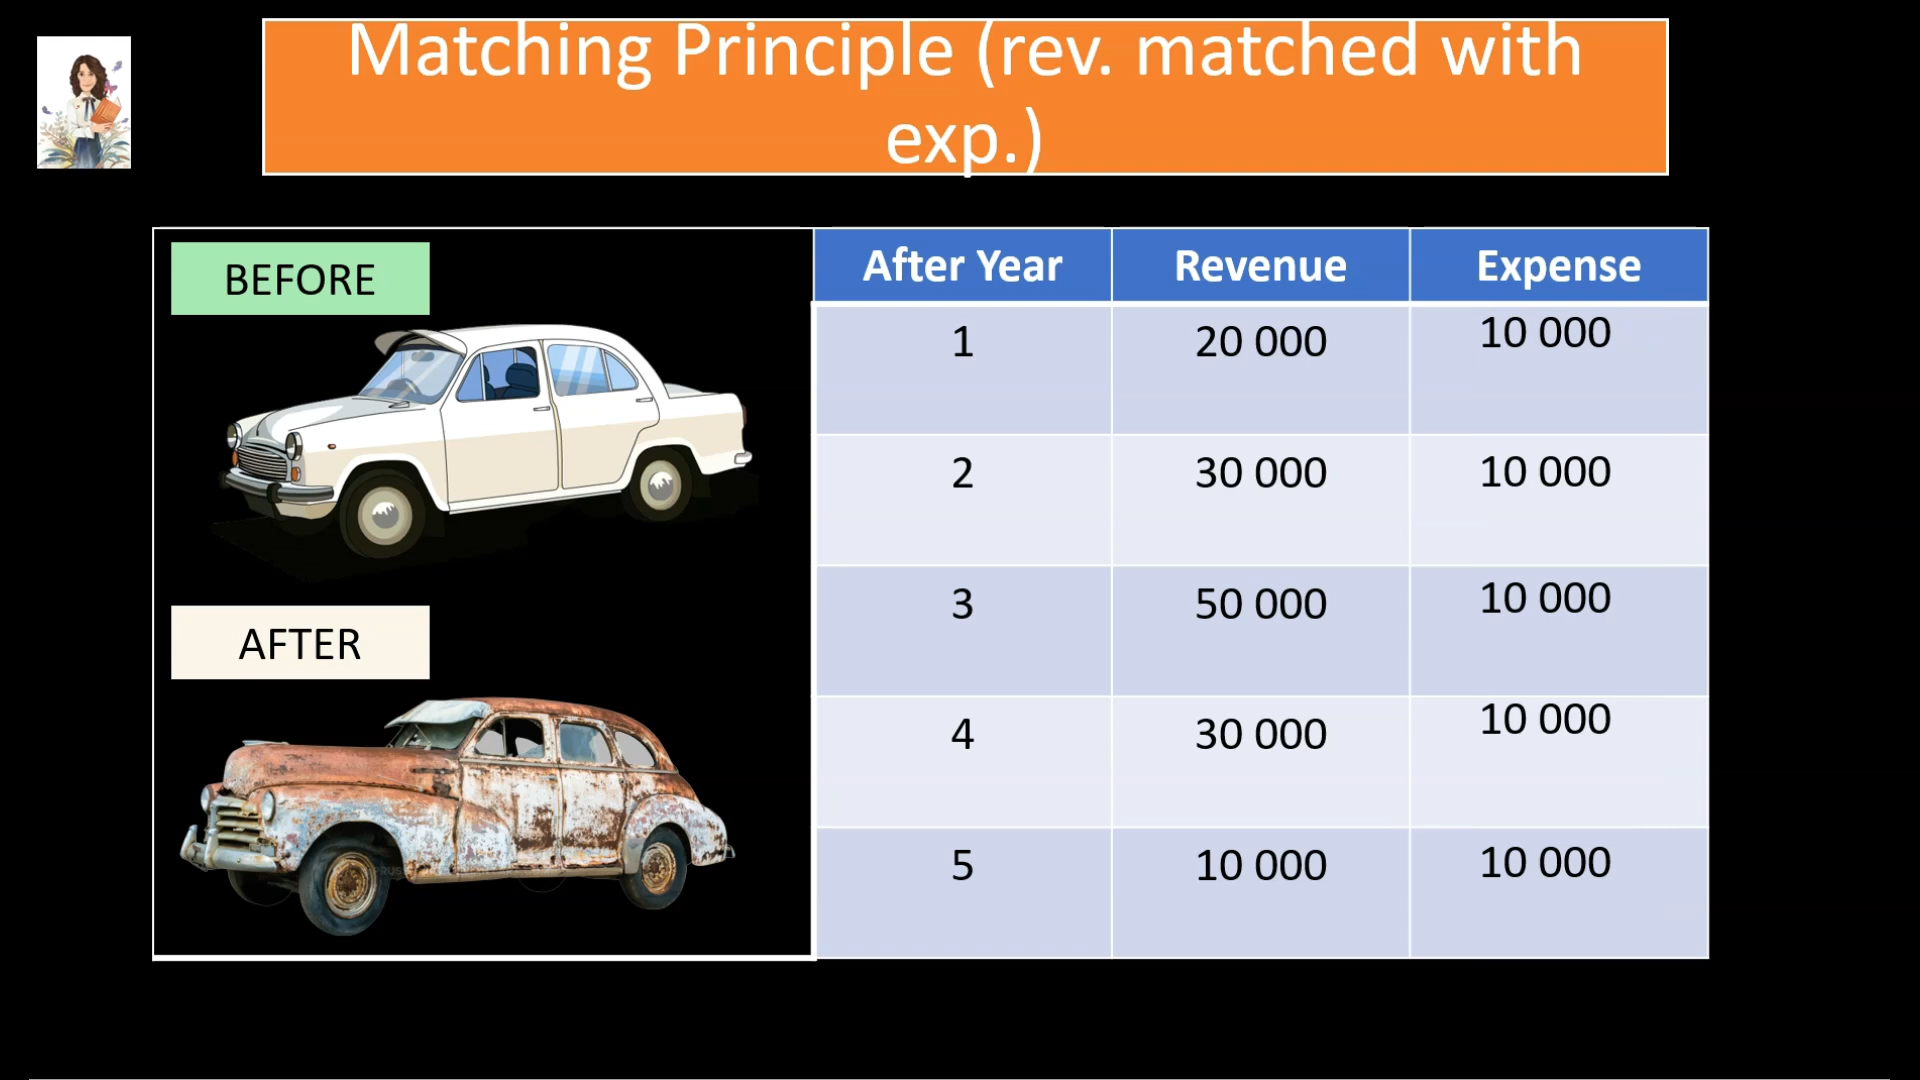 Matching Principle (rev. matched with
exp.)
BEFORE
AFTER
After Year Revenue Expense
1 20 000 10 000
2 30 000 10 000
3 50 000 10 000
4 30 000 10 000
5 10 000 10 000